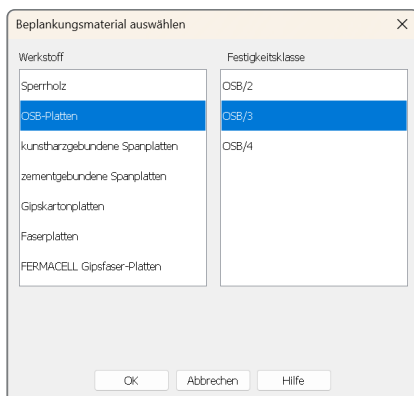 Beplankungsmaterial auswählen
Werkstoff
Festigkeitsklasse
Sperrholz
OSB-Platten
kunstharzgebundene Spanplatten
zementgebundene Spanplatten
Gipskartonplatten
Faserplatten
FERMACELL Gipsfaser-Platten
OSB/2
OSB/3
OSB/4
OK
Abbrechen
Hilfe